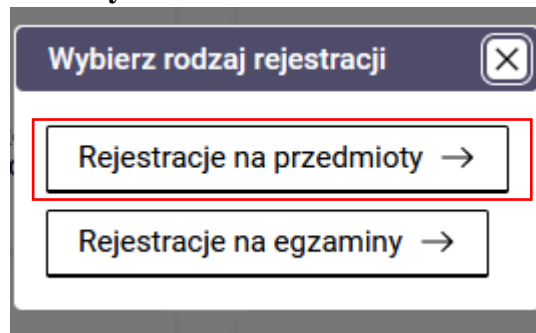 Wybierz rodzaj rejestracji
Rejestracje na przedmioty →
Rejestracje na egzaminy →